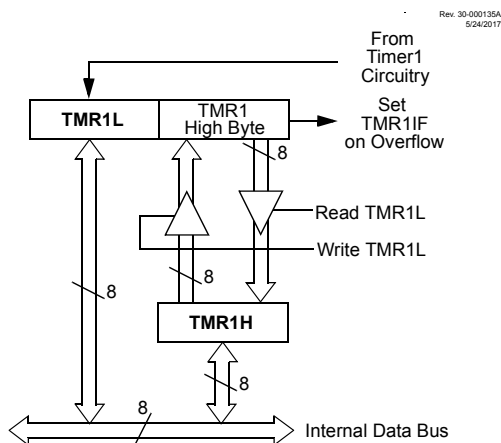 Rev. 30-000135A
5/24/2017
From
Timer1
Circuitry
TMR1L
TMR1
High Byte
Set
TMR1IF
on Overflow
8
Read TMR1L
Write TMR1L
8
8
TMR1H
8
8
Internal Data Bus